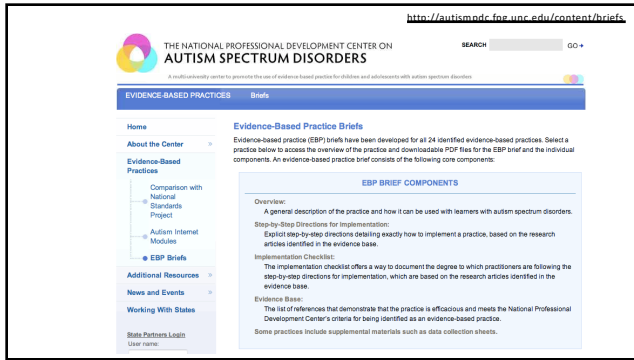 http://autismpdc.fpg.unc.edu/content/briefs
THE NATIONAL PROFESSIONAL DEVELOPMENT CENTER ON
AUTISM SPECTRUM DISORDERS
SEARCH
GO
A multi-university center to promote the use of evidence-based practice for children and adolescents with autism spectrum disorders
EVIDENCE-BASED PRACTICES Briefs
Home
About the Center
Evidence-Based
Practices
Comparison with
National
Standards
Project
Autism Internet
Modules
EBP Briefs
Additional Resources
News and Events
Working With States
State Partners Login
User name:
Evidence-Based Practice Briefs
Evidence-based practice (EBP) briefs have been developed for all 24 identified evidence-based practices. Select a
practice below to access the overview of the practice and downloadable PDF files for the EBP brief and the individual
components. An evidence-based practice brief consists of the following core components:
EBP BRIEF COMPONENTS
Overview:
A general description of the practice and how it can be used with learners with autism spectrum disorders.
Step-by-Step Directions for Implementation:
Explicit step-by-step directions detailing exactly how to implement a practice, based on the research
articles identified in the evidence base.
Implementation Checklist:
The implementation checklist offers a way to document the degree to which practitioners are following the
step-by-step directions for implementation, which are based on the research articles identified in the
evidence base.
Evidence Base:
The list of references that demonstrate that the practice is efficacious and meets the National Professional
Development Center's criteria for being identified as an evidence-based practice.
Some practices include supplemental materials such as data collection sheets.